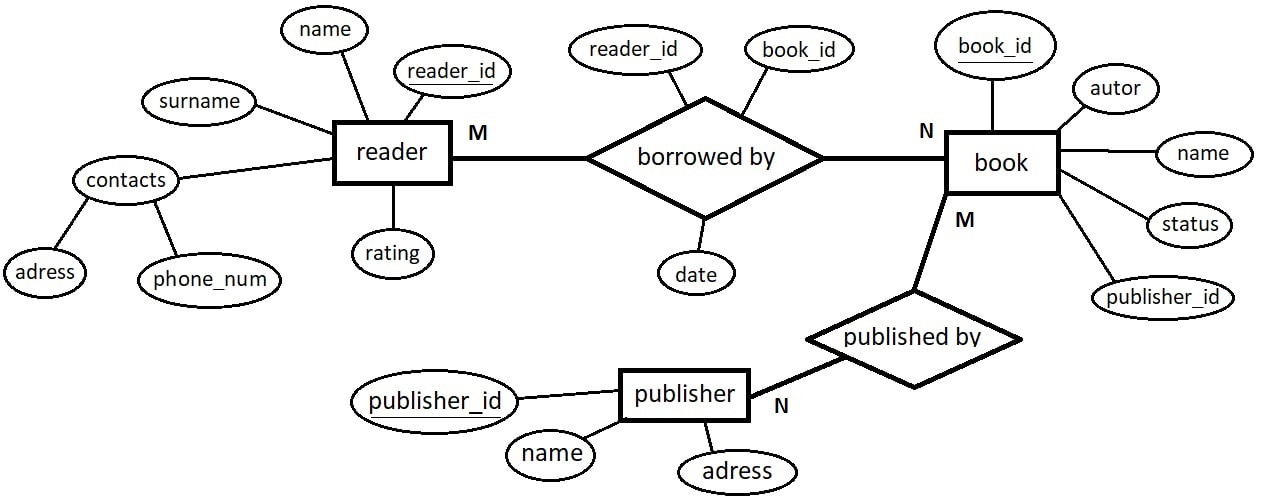 name
reader_id
surname
reader
contacts
adress
phone_num
rating
M
reader_id
book_id
borrowed by
date
N
book_id
autor
name
book
status
publisher_id
M
published by
N
publisher
publisher_id
name
adress